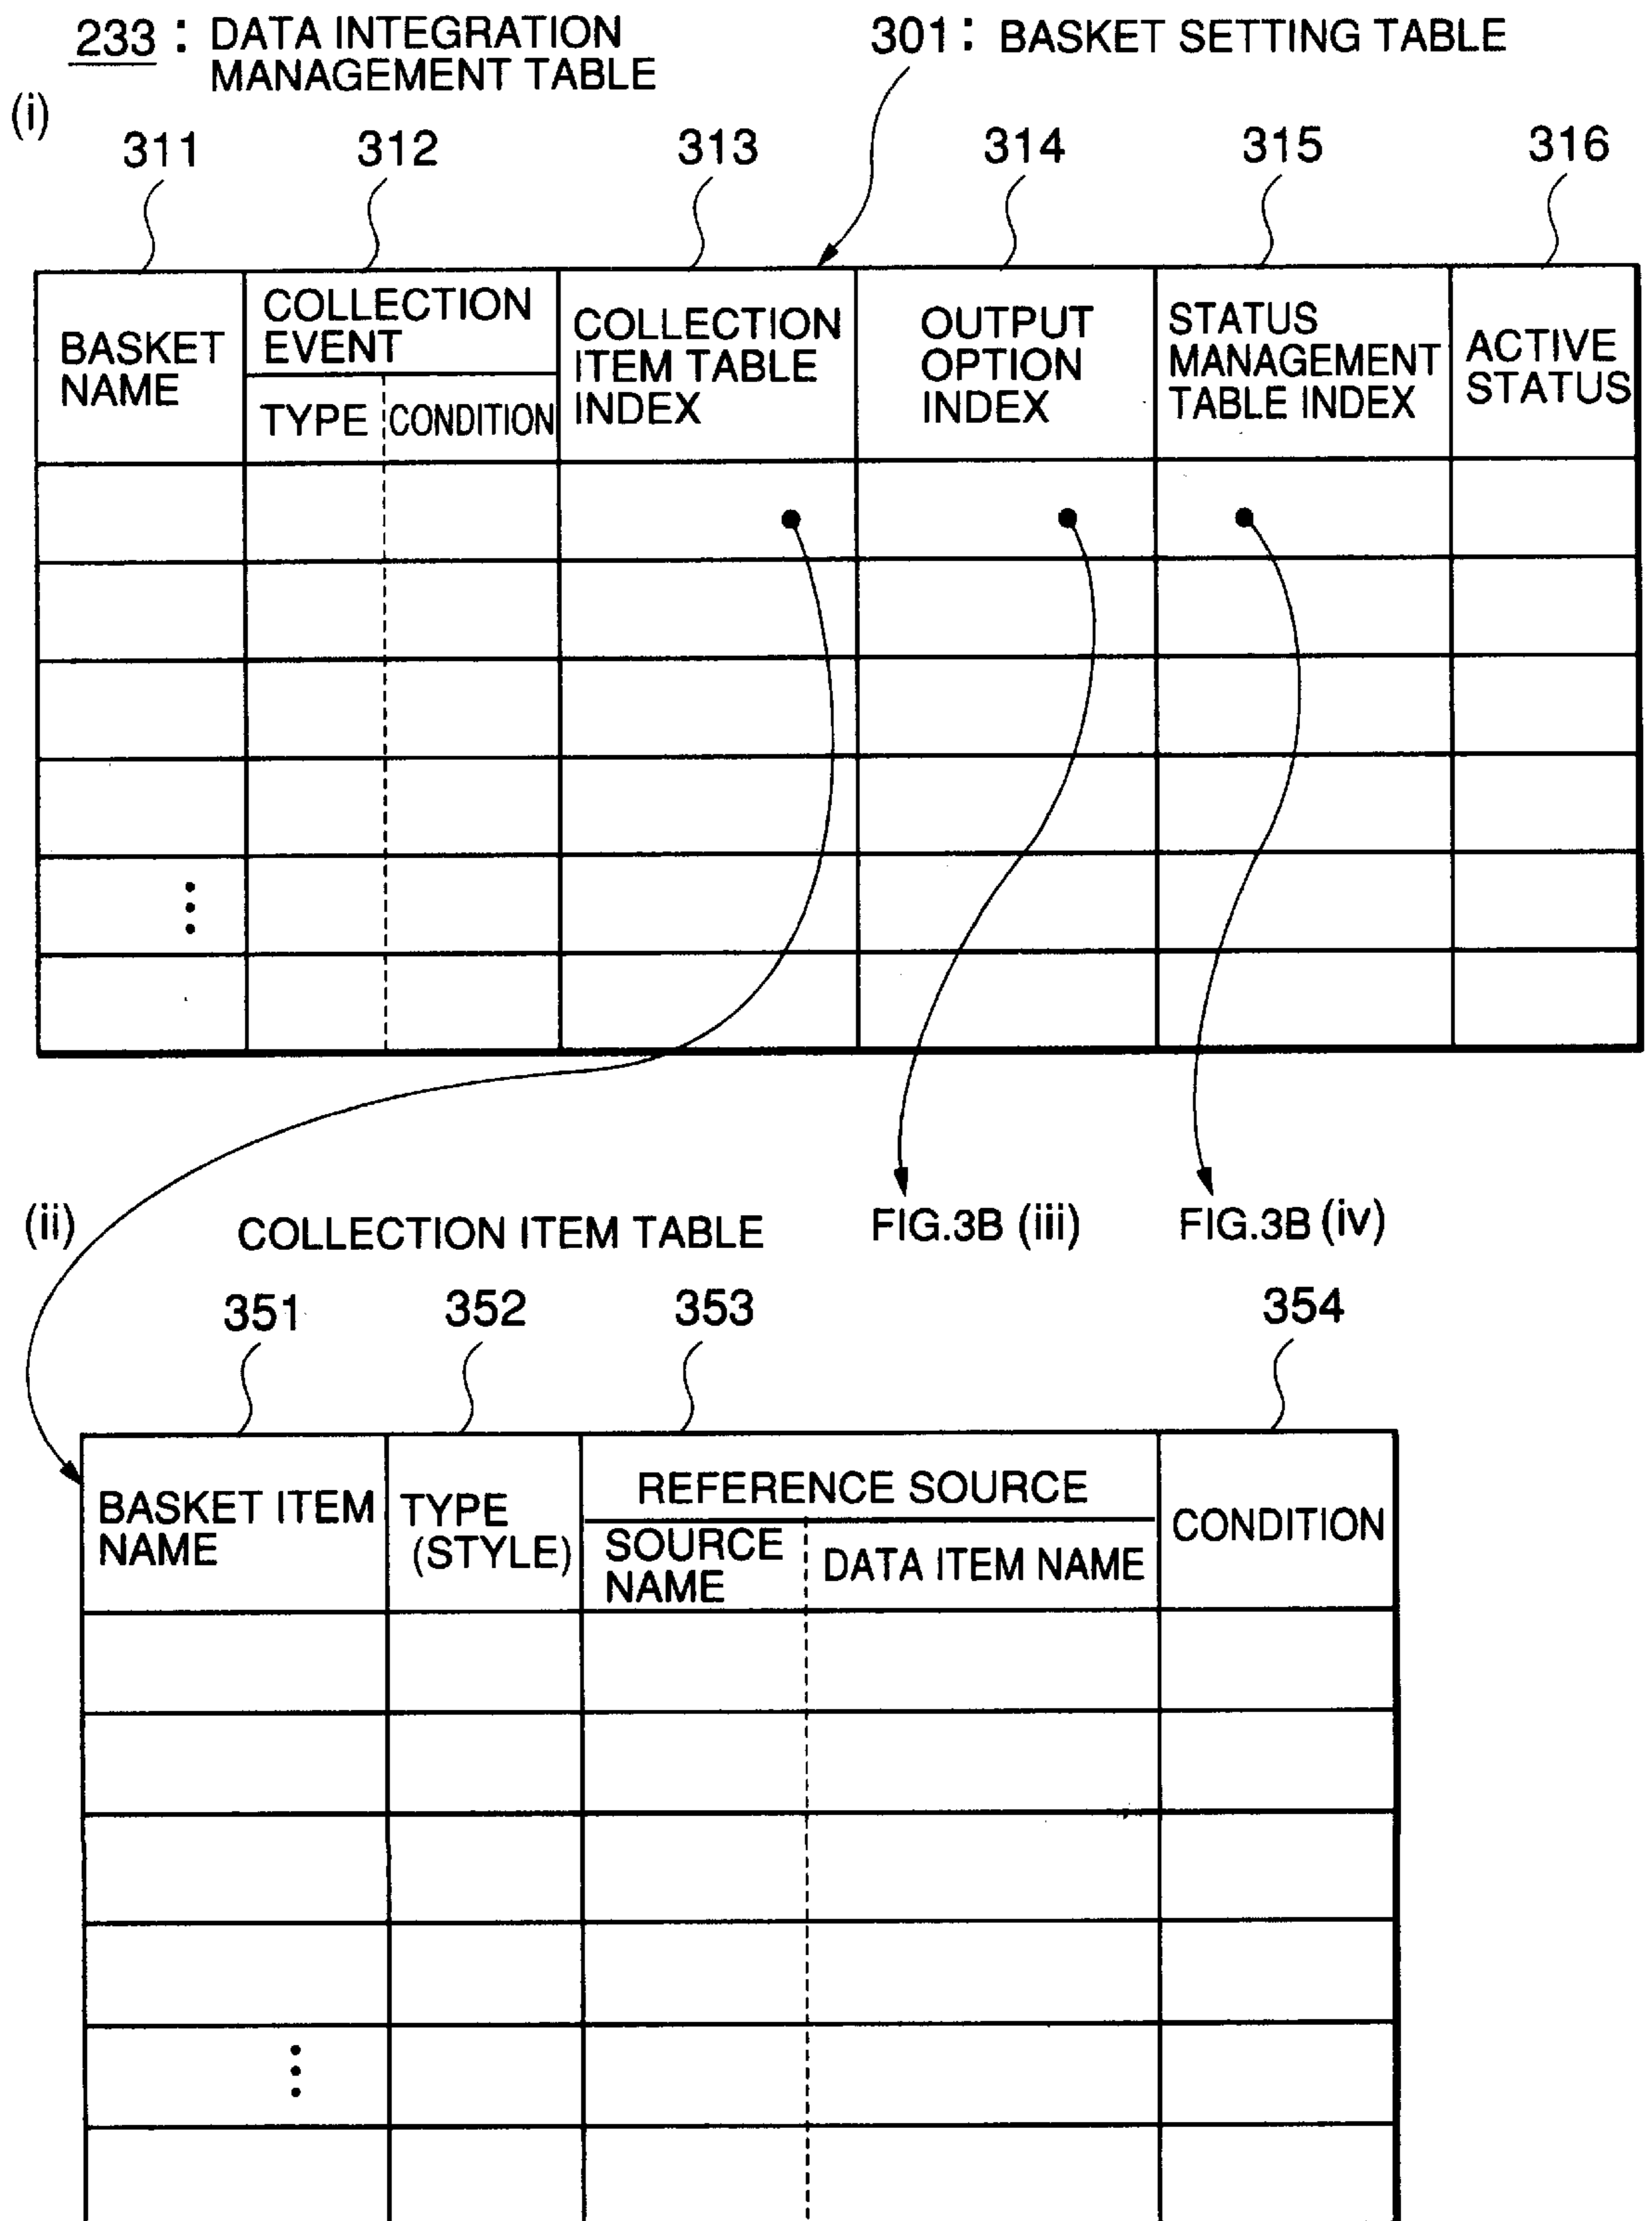 233 : DATA INTEGRATION
MANAGEMENT TABLE
301 : BASKET SETTING TABLE
(i)
311 312 313 314 315 316
BASKET
NAME
COLLECTION
EVENT
TYPE CONDITION
COLLECTION
ITEM TABLE
INDEX
OUTPUT
OPTION
INDEX
STATUS
MANAGEMENT
TABLE INDEX
ACTIVE
STATUS
(ii)
COLLECTION ITEM TABLE
FIG.3B (iii)
FIG.3B (iv)
351 352 353 354
BASKET ITEM
NAME
TYPE
(STYLE)
REFERENCE SOURCE
SOURCE
NAME
DATA ITEM NAME
CONDITION